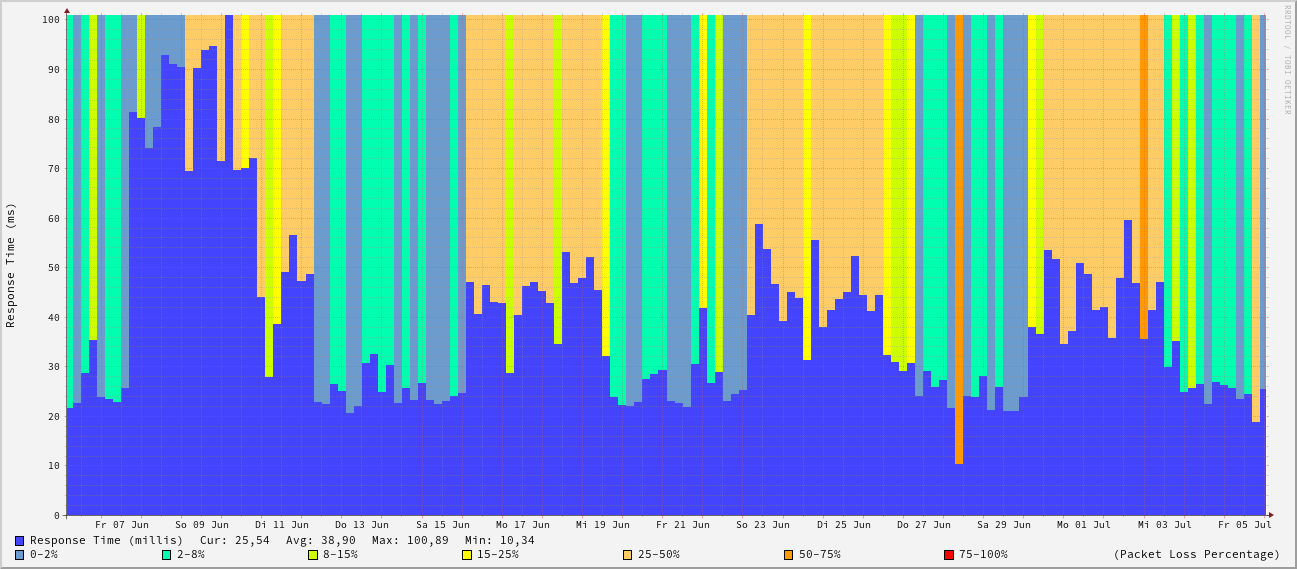 RRDTOOL / TOBI OETIKER
Response Time (ms)
100
90
80
70
60
50
40
30
20
10
0
Fr 07 Jun So 09 Jun Di 11 Jun Do 13 Jun Sa 15 Jun Mo 17 Jun Mi 19 Jun Fr 21 Jun So 23 Jun Di 25 Jun Do 27 Jun Sa 29 Jun Mo 01 Jul Mi 03 Jul Fr 05 Jul
Response Time (millis) Cur: 25,54 Avg: 38,90 Max: 100,89 Min: 10,34
0-2% 2-8% 8-15% 15-25% 25-50% 50-75% 75-100% (Packet Loss Percentage)